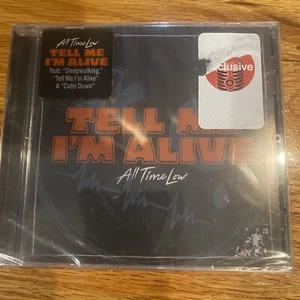 All Time Low
TELL ME
I'M ALIVE
feat. "Sleepwalking,"
"Tell Me I'm Alive"
& "Calm Down"
clusive
TELL ME
I'M ALIVE
All Time Low